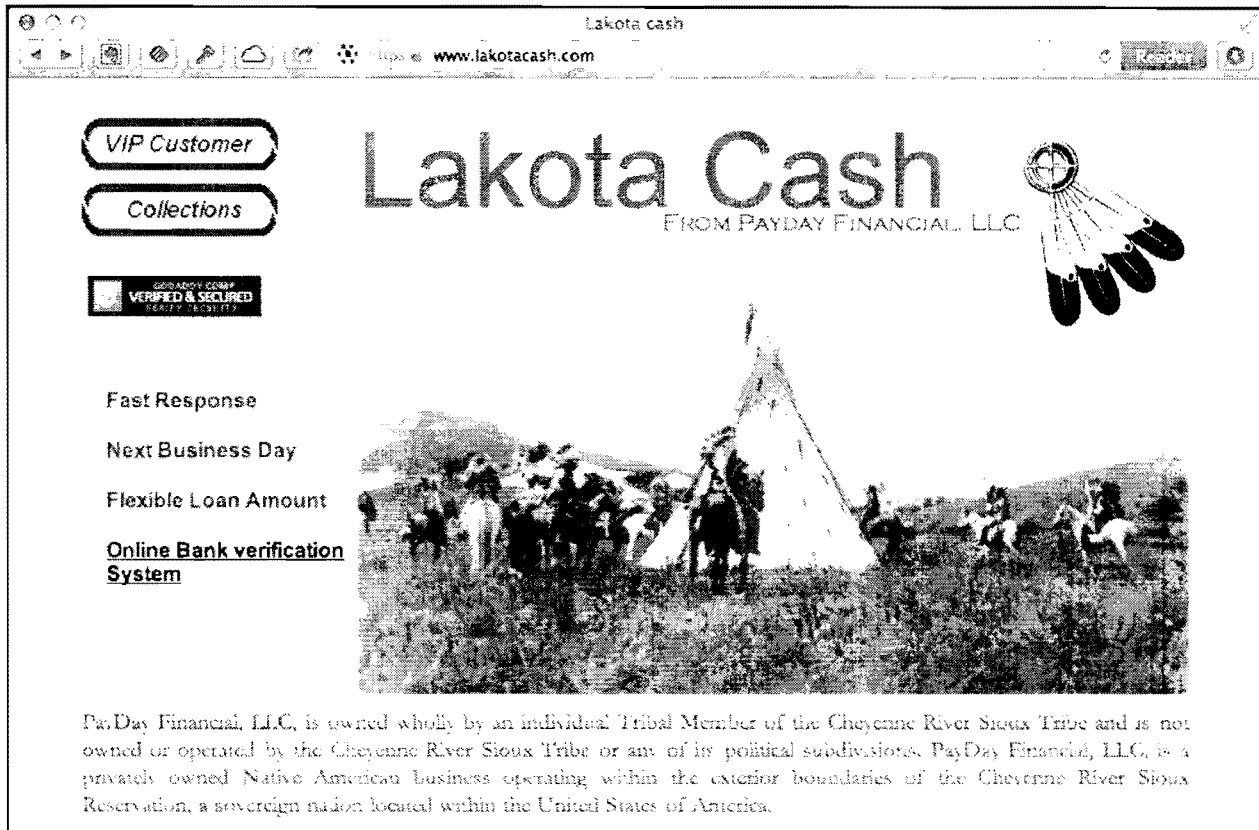 Lakota cash
www.lakotacash.com
Reader
VIP Customer
Collections
Lakota Cash
FROM PAYDAY FINANCIAL, LLC
VERIFIED & SECURED
Fast Response
Next Business Day
Flexible Loan Amount
Online Bank verification
System
PayDay Financial, LLC, is owned wholly by an individual Tribal Member of the Cheyenne River Sioux Tribe and is not
owned or operated by the Cheyenne River Sioux Tribe or any of its political subdivisions. PayDay Financial, LLC, is a
privately owned Native American business operating within the exterior boundaries of the Cheyenne River Sioux
Reservation, a sovereign nation located within the United States of America.